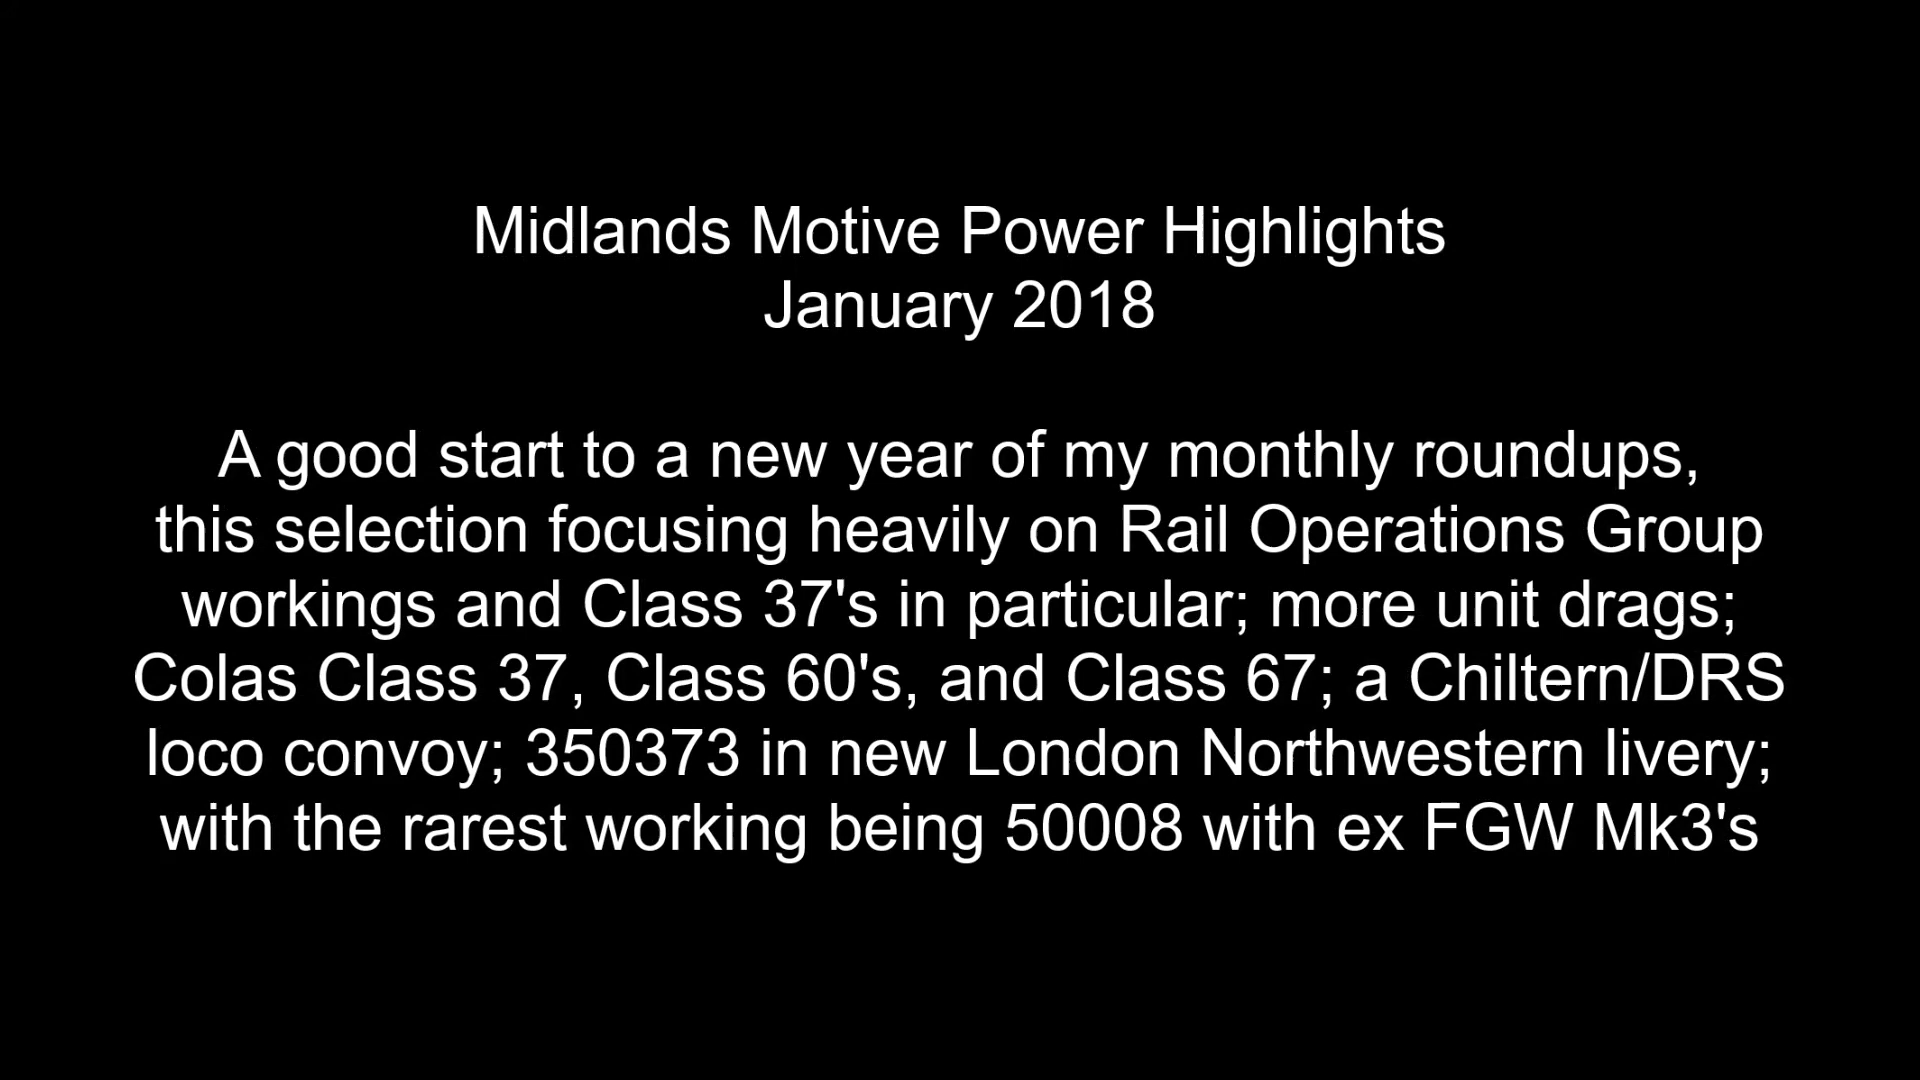 Midlands Motive Power Highlights
January 2018
A good start to a new year of my monthly roundups,
this selection focusing heavily on Rail Operations Group
workings and Class 37's in particular; more unit drags;
Colas Class 37, Class 60's, and Class 67; a Chiltern/DRS
loco convoy; 350373 in new London Northwestern livery;
with the rarest working being 50008 with ex FGW Mk3's